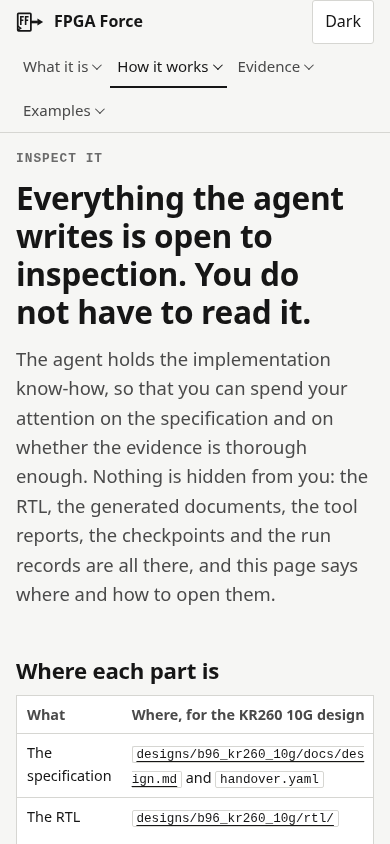 FF FPGA Force
Dark
What it is
How it works
Evidence
Examples
INSPECT IT
Everything the agent
writes is open to
inspection. You do
not have to read it.
The agent holds the implementation
know-how, so that you can spend your
attention on the specification and on
whether the evidence is thorough
enough. Nothing is hidden from you: the
RTL, the generated documents, the tool
reports, the checkpoints and the run
records are all there, and this page says
where and how to open them.
Where each part is
What Where, for the KR260 10G design
The specification
designs/b96_kr260_10g/docs/des
ign.md and handover.yaml
The RTL designs/b96_kr260_10g/rtl/